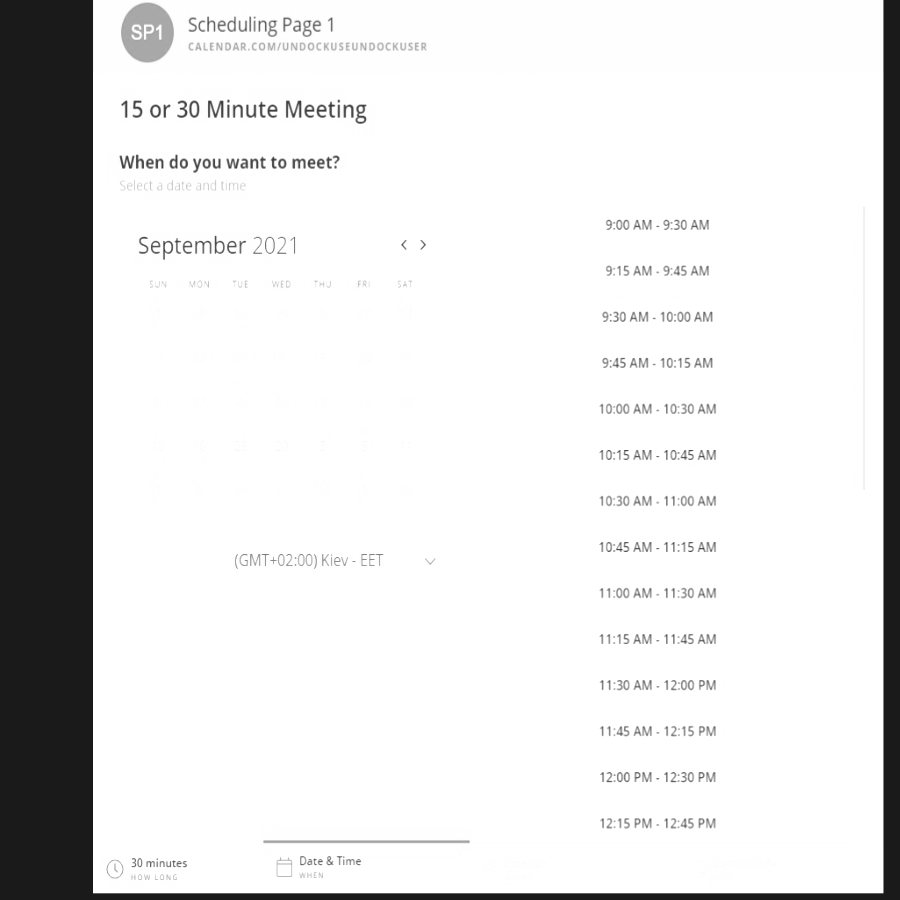 SP1
Scheduling Page 1
CALENDAR.COM/UNDOCKUSEUNDOCKUSER
15 or 30 Minute Meeting
When do you want to meet?
Select a date and time
September 2021
SUN MON TUE WED THU FRI SAT
(GMT+02:00) Kiev - EET
9:00 AM - 9:30 AM
9:15 AM - 9:45 AM
9:30 AM - 10:00 AM
9:45 AM - 10:15 AM
10:00 AM - 10:30 AM
10:15 AM - 10:45 AM
10:30 AM - 11:00 AM
10:45 AM - 11:15 AM
11:00 AM - 11:30 AM
11:15 AM - 11:45 AM
11:30 AM - 12:00 PM
11:45 AM - 12:15 PM
12:00 PM - 12:30 PM
12:15 PM - 12:45 PM
30 minutes
HOW LONG
Date & Time
WHEN